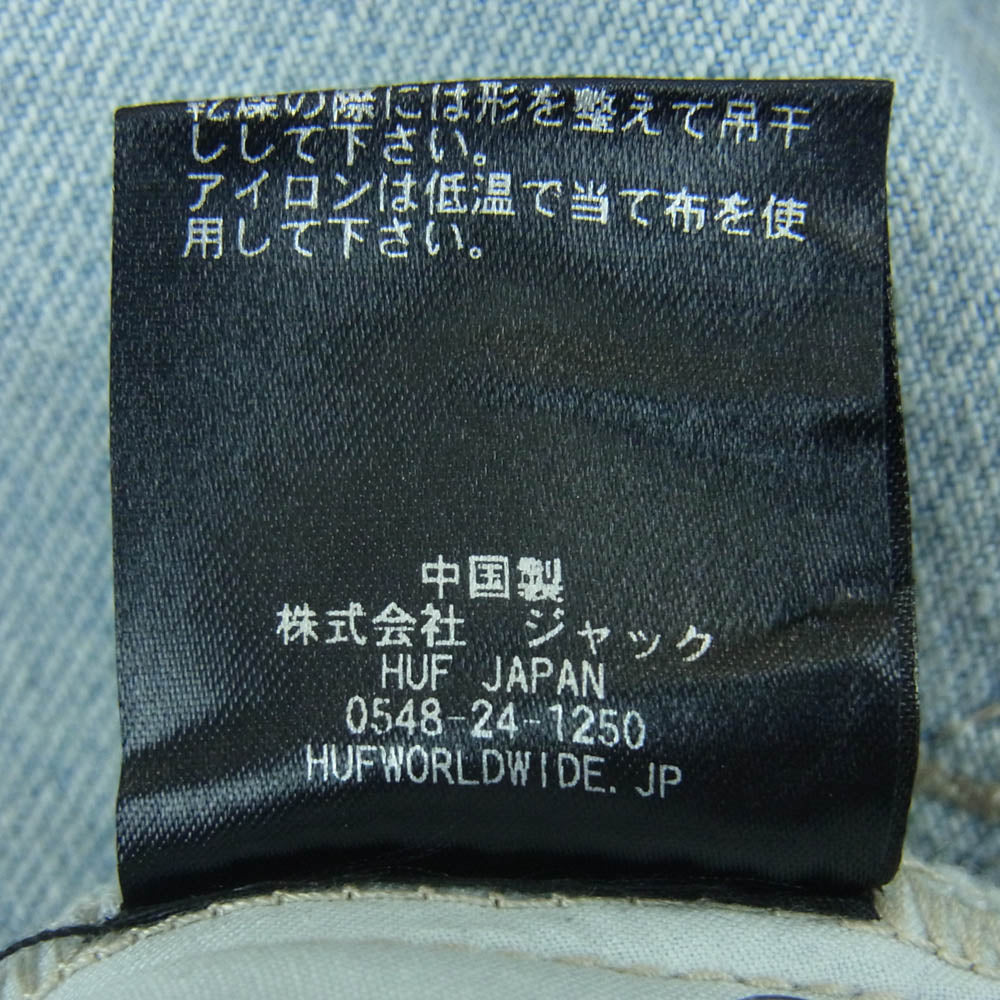 乾燥の際には形を整えて吊干
しして下さい。
アイロンは低温で当て布を使
用して下さい。
中国製
株式会社　ジャック
HUF JAPAN
0548-24-1250
HUFWORLDWIDE.JP